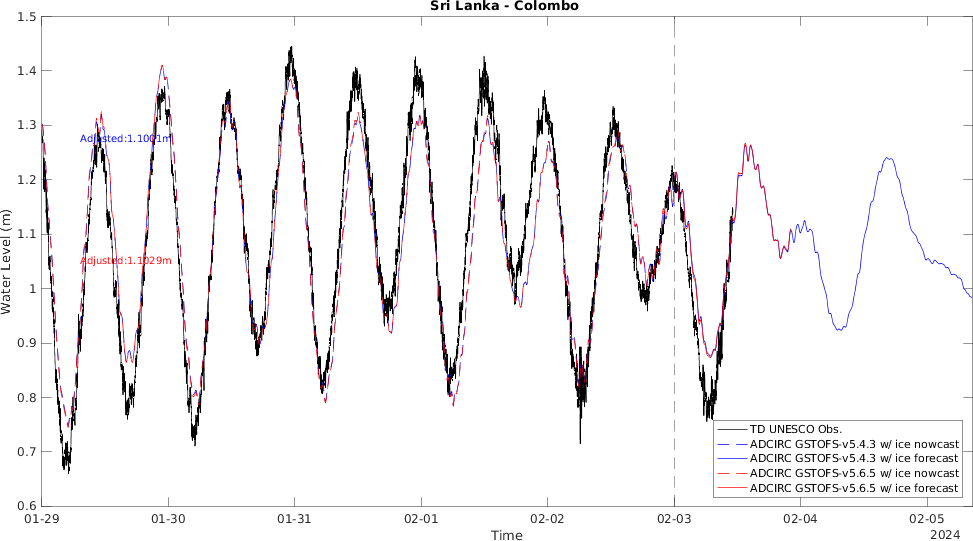 Sri Lanka - Colombo
1.5
1.4
1.3
1.2
1.1
1
0.9
0.8
0.7
0.6
Water Level (m)
Adjusted:1.1001m
Adjusted:1.1029m
TD UNESCO Obs.
ADCIRC GSTOFS-v5.4.3 w/ ice nowcast
ADCIRC GSTOFS-v5.4.3 w/ ice forecast
ADCIRC GSTOFS-v5.6.5 w/ ice nowcast
ADCIRC GSTOFS-v5.6.5 w/ ice forecast
01-29 01-30 01-31 02-01 02-02 02-03 02-04 02-05
Time
2024